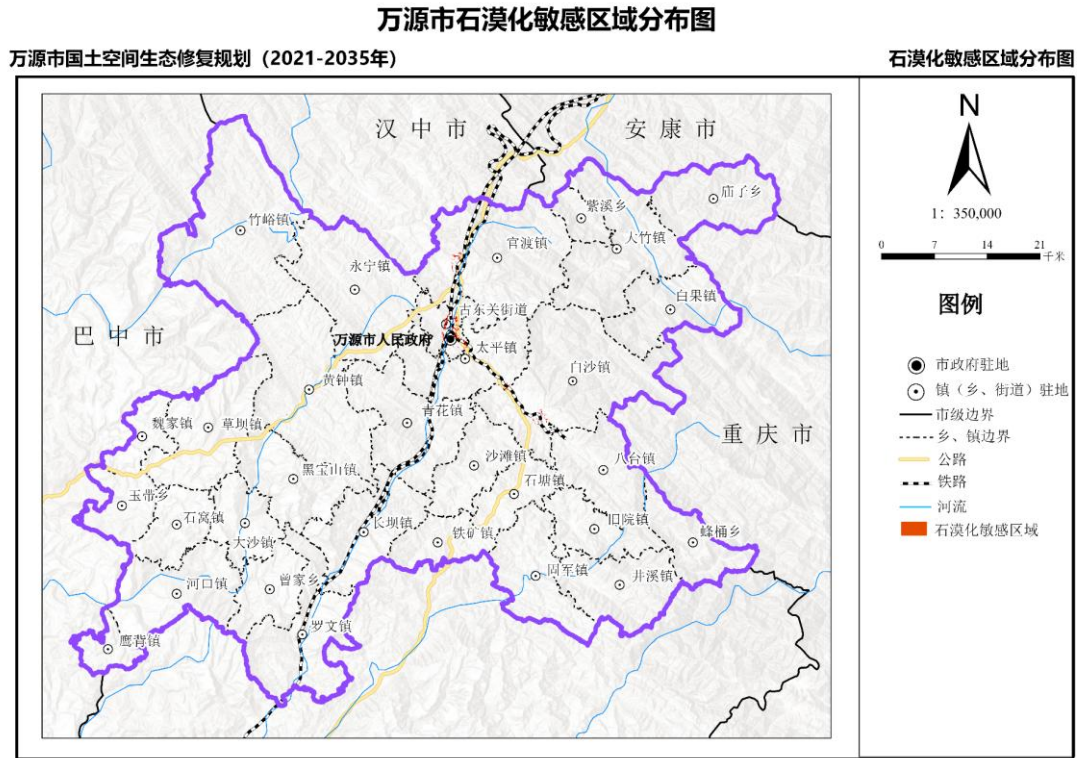 万源市石漠化敏感区域分布图
万源市国土空间生态修复规划（2021-2035年）
石漠化敏感区域分布图
汉中市
安康市
巴中市
重庆市
庙子乡
紫溪乡
竹峪镇
官渡镇
大竹镇
永宁镇
白果镇
古东关街道
万源市人民政府
太平镇
白沙镇
黄钟镇
青花镇
魏家镇
草坝镇
沙滩镇
八台镇
黑宝山镇
石塘镇
玉带乡
石窝镇
长坝镇
旧院镇
铁矿镇
蜂桶乡
大沙镇
固军镇
井溪镇
河口镇
曾家乡
罗文镇
鹰背镇
N
1：350,000
0 7 14 21
千米
图例
市政府驻地
镇（乡、街道）驻地
市级边界
乡、镇边界
公路
铁路
河流
石漠化敏感区域